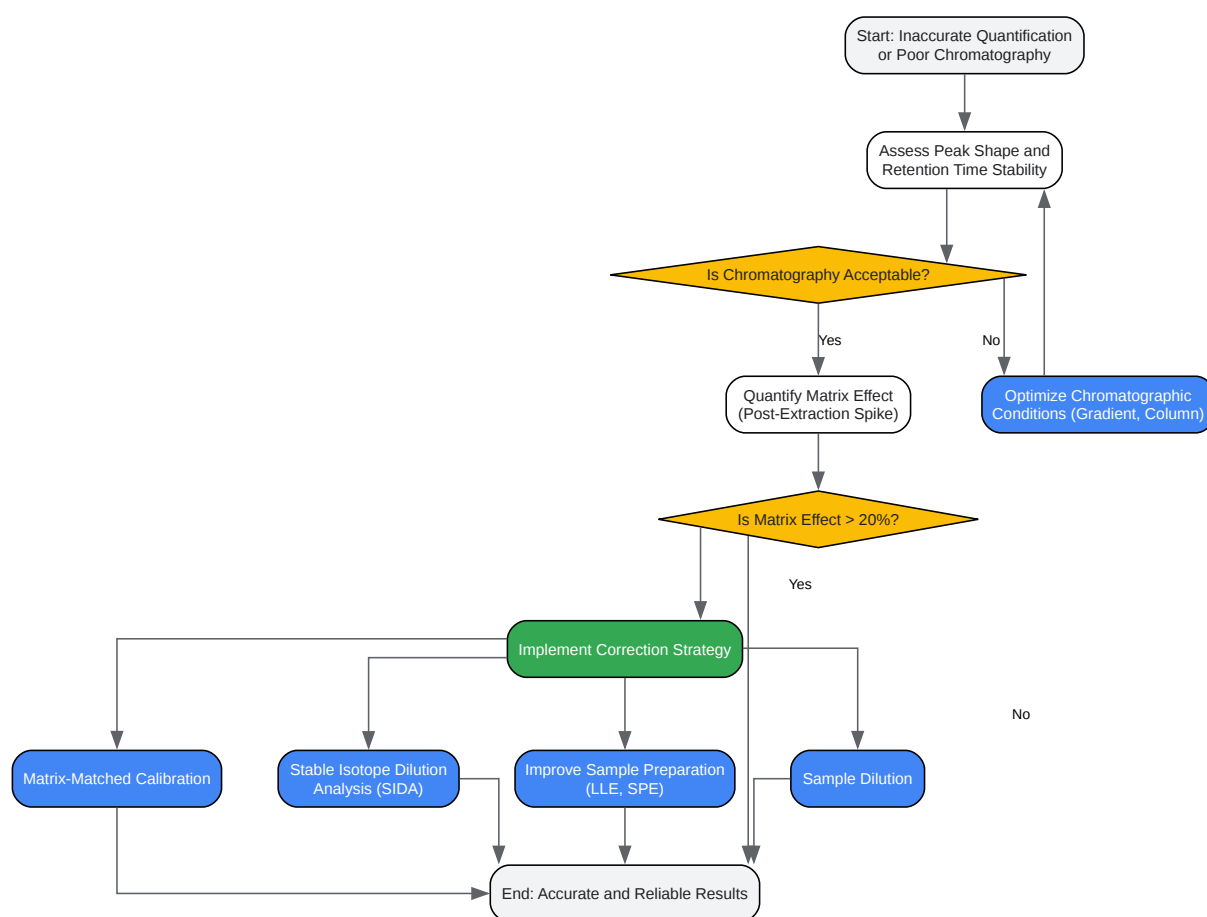 Start: Inaccurate Quantification
or Poor Chromatography
Assess Peak Shape and
Retention Time Stability
Is Chromatography Acceptable?
Yes
No
Quantify Matrix Effect
(Post-Extraction Spike)
Optimize Chromatographic
Conditions (Gradient, Column)
Is Matrix Effect > 20%?
Yes
Implement Correction Strategy
No
Matrix-Matched Calibration
Stable Isotope Dilution
Analysis (SIDA)
Improve Sample Preparation
(LLE, SPE)
Sample Dilution
End: Accurate and Reliable Results